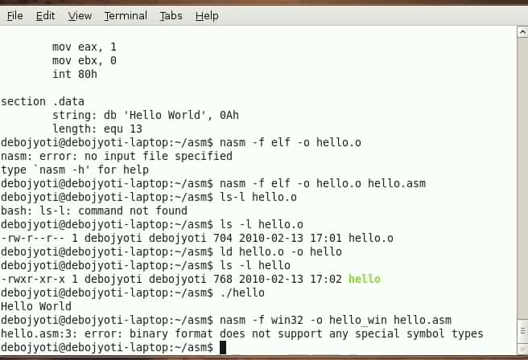 File Edit View Terminal Tabs Help
mov eax, 1
mov ebx, 0
int 80h
section .data
string: db 'Hello World', 0Ah
length: equ 13
debojyoti@debojyoti-laptop:~/asm$ nasm -f elf -o hello.o
nasm: error: no input file specified
type `nasm -h' for help
debojyoti@debojyoti-laptop:~/asm$ nasm -f elf -o hello.o hello.asm
debojyoti@debojyoti-laptop:~/asm$ ls-l hello.o
bash: ls-l: command not found
debojyoti@debojyoti-laptop:~/asm$ ls -l hello.o
-rw-r--r-- 1 debojyoti debojyoti 704 2010-02-13 17:01 hello.o
debojyoti@debojyoti-laptop:~/asm$ ld hello.o -o hello
debojyoti@debojyoti-laptop:~/asm$ ls -l hello
-rwxr-xr-x 1 debojyoti debojyoti 768 2010-02-13 17:02 hello
debojyoti@debojyoti-laptop:~/asm$ ./hello
Hello World
debojyoti@debojyoti-laptop:~/asm$ nasm -f win32 -o hello_win hello.asm
hello.asm:3: error: binary format does not support any special symbol types
debojyoti@debojyoti-laptop:~/asm$